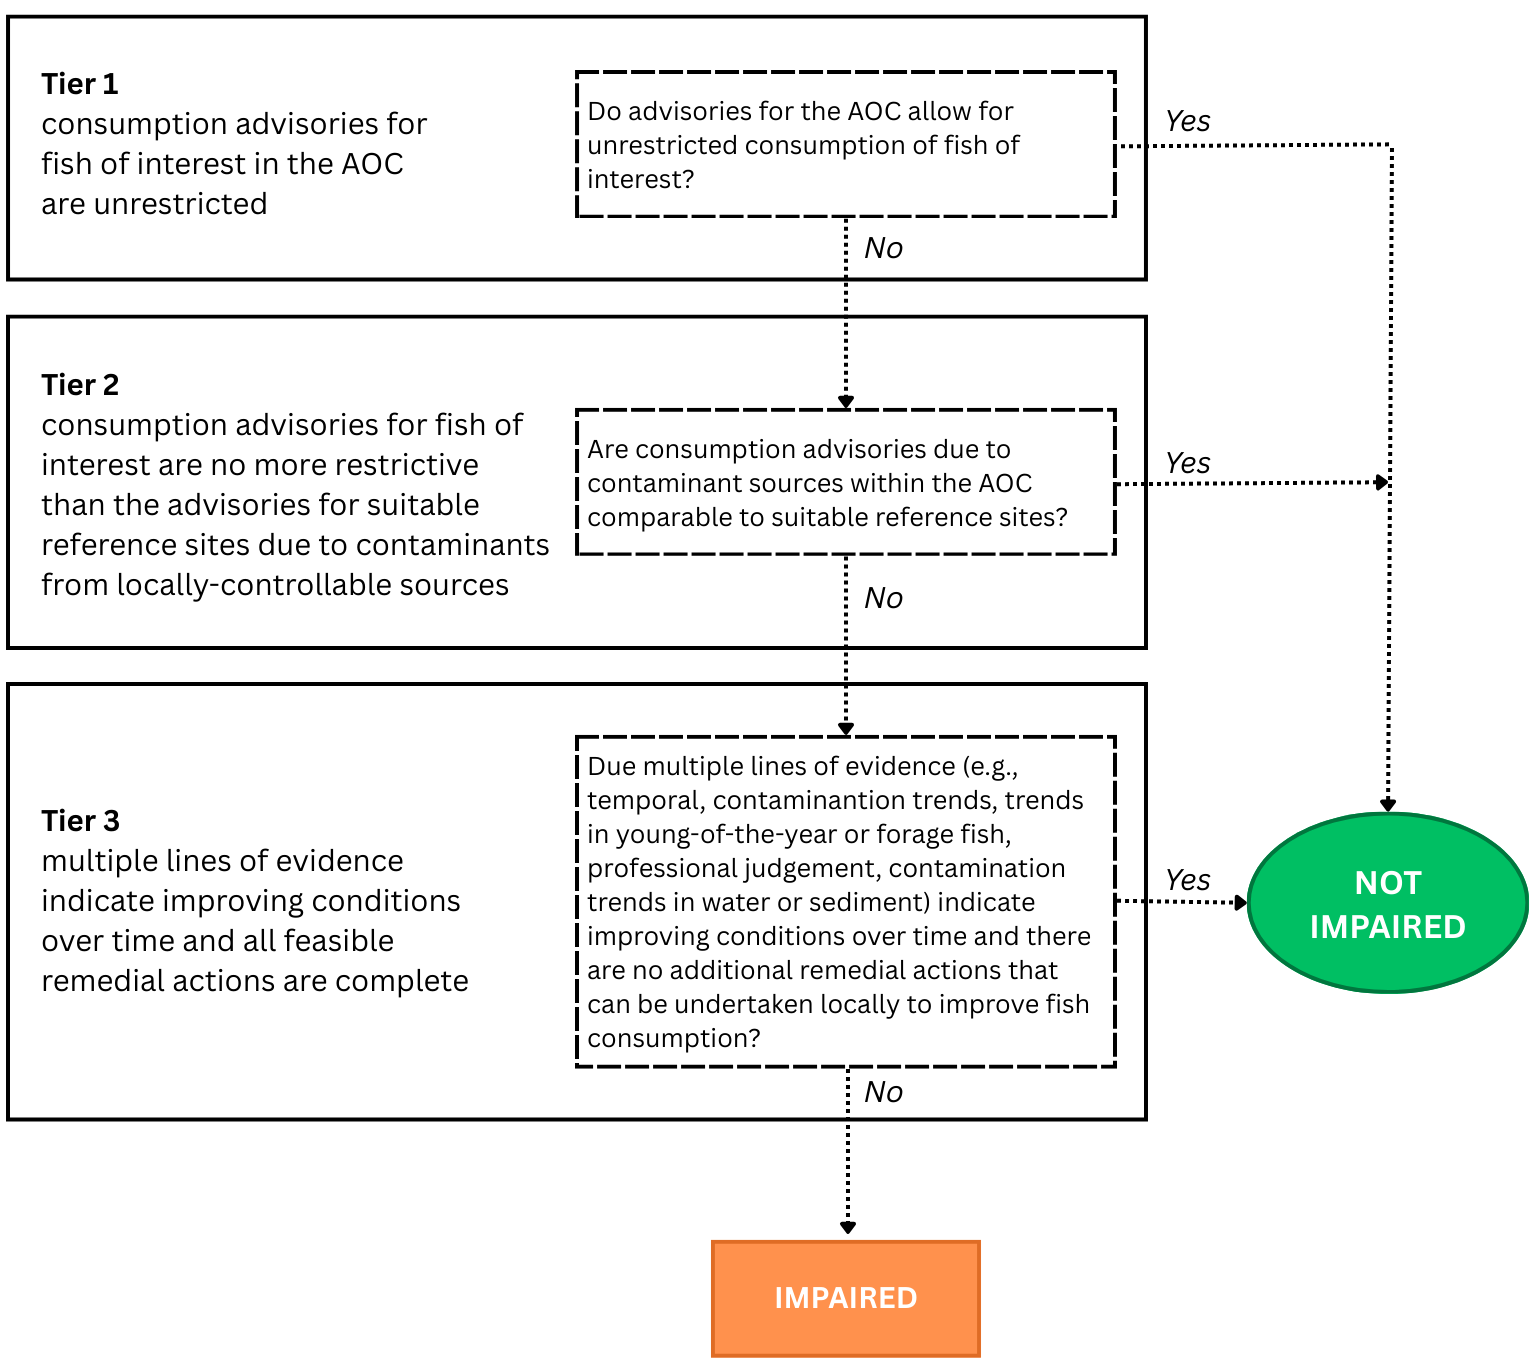 Tier 1
consumption advisories for
fish of interest in the AOC
are unrestricted
Do advisories for the AOC allow for
unrestricted consumption of fish of
interest?
Yes
No
Tier 2
consumption advisories for fish of
interest are no more restrictive
than the advisories for suitable
reference sites due to contaminants
from locally-controllable sources
Are consumption advisories due to
contaminant sources within the AOC
comparable to suitable reference sites?
Yes
No
Tier 3
multiple lines of evidence
indicate improving conditions
over time and all feasible
remedial actions are complete
Due multiple lines of evidence (e.g.,
temporal, contaminantion trends, trends
in young-of-the-year or forage fish,
professional judgement, contamination
trends in water or sediment) indicate
improving conditions over time and there
are no additional remedial actions that
can be undertaken locally to improve fish
consumption?
Yes
No
NOT
IMPAIRED
IMPAIRED